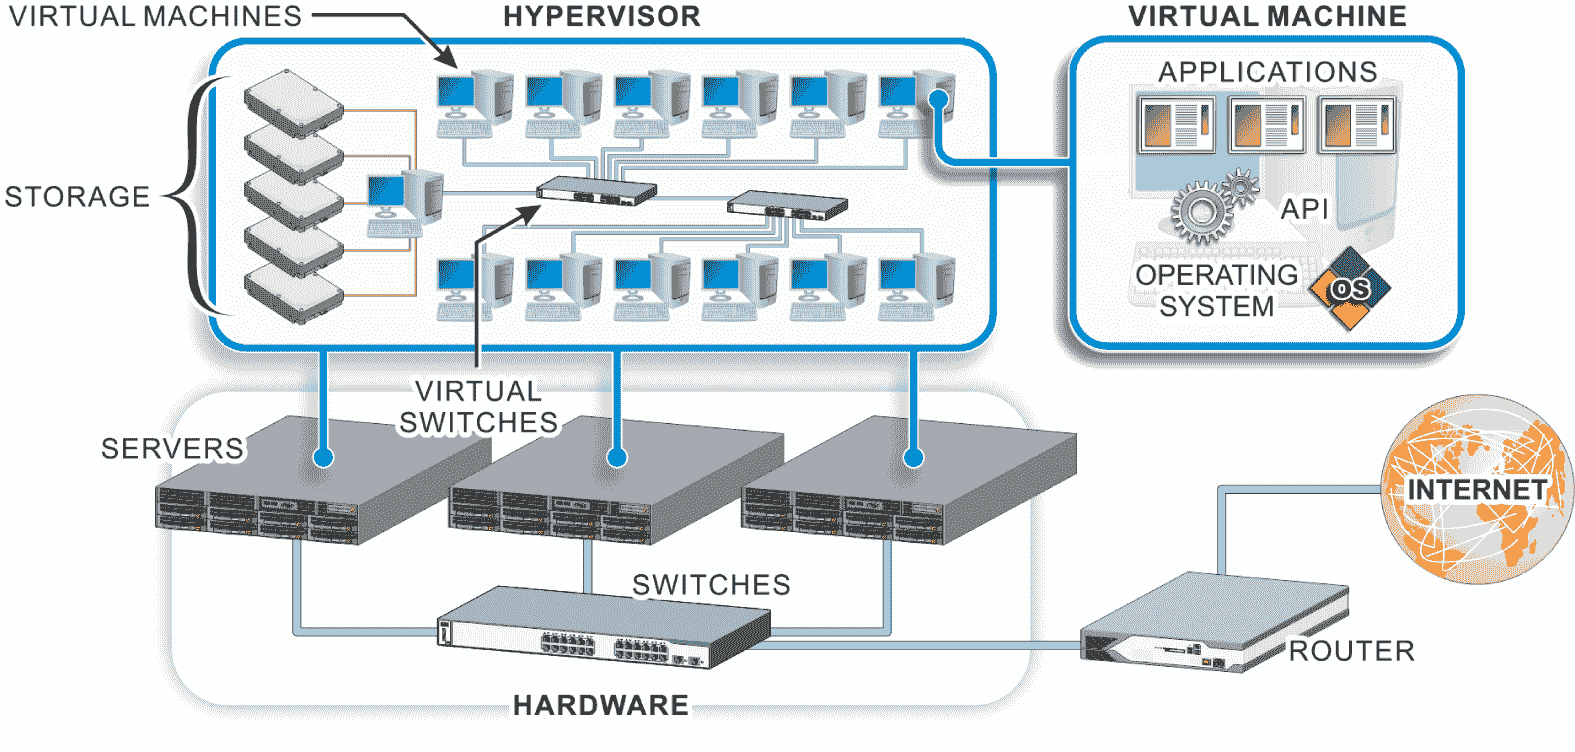 VIRTUAL MACHINES
HYPERVISOR
VIRTUAL MACHINE
APPLICATIONS
STORAGE
API
OPERATING
SYSTEM
OS
VIRTUAL
SWITCHES
SERVERS
INTERNET
SWITCHES
ROUTER
HARDWARE